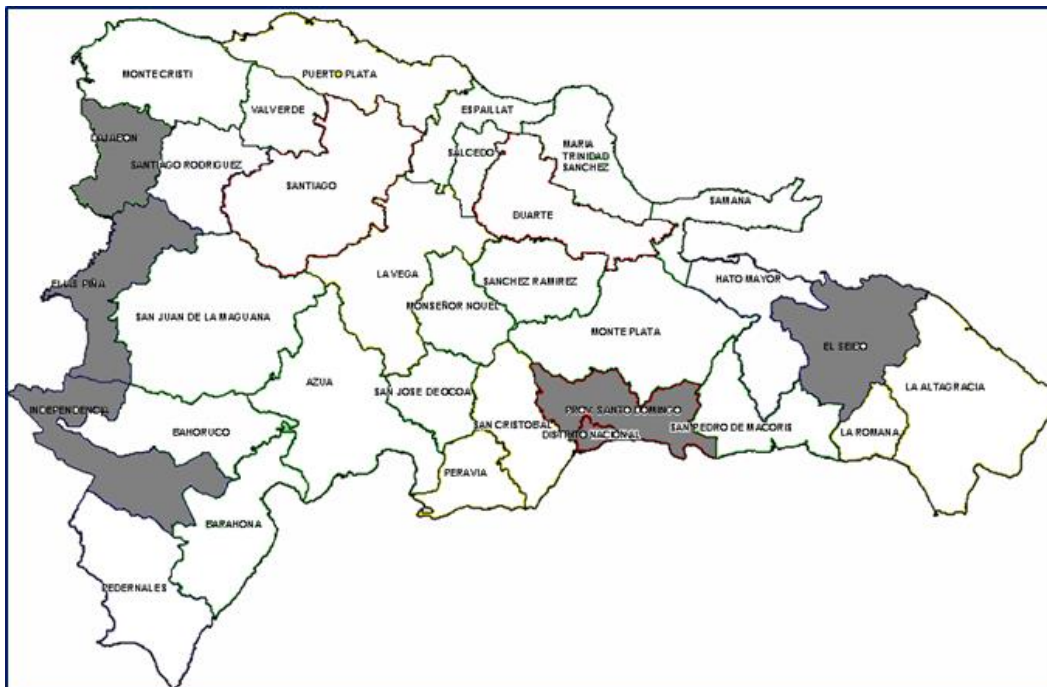 MONTECRISTI
PUERTO PLATA
VALVERDE
ESPAILLAT
DAJABON
SALCEDO
MARIA
TRINIDAD
SANCHEZ
SANTIAGO RODRIGUEZ
SANTIAGO
SAMANA
DUARTE
LA VEGA
SANCHEZ RAMIREZ
HATO MAYOR
ELIAS PIÑA
MONSEÑOR NOUEL
SAN JUAN DE LA MAGUANA
MONTE PLATA
EL SEIBO
AZUA
SAN JOSE DE OCOA
LA ALTAGRACIA
INDEPENDENCIA
PROV. SANTO DOMINGO
BAHORUCO
SAN CRISTOBAL
DISTRITO NACIONAL
SAN PEDRO DE MACORIS
LA ROMANA
PERAVIA
BARAHONA
PEDERNALES